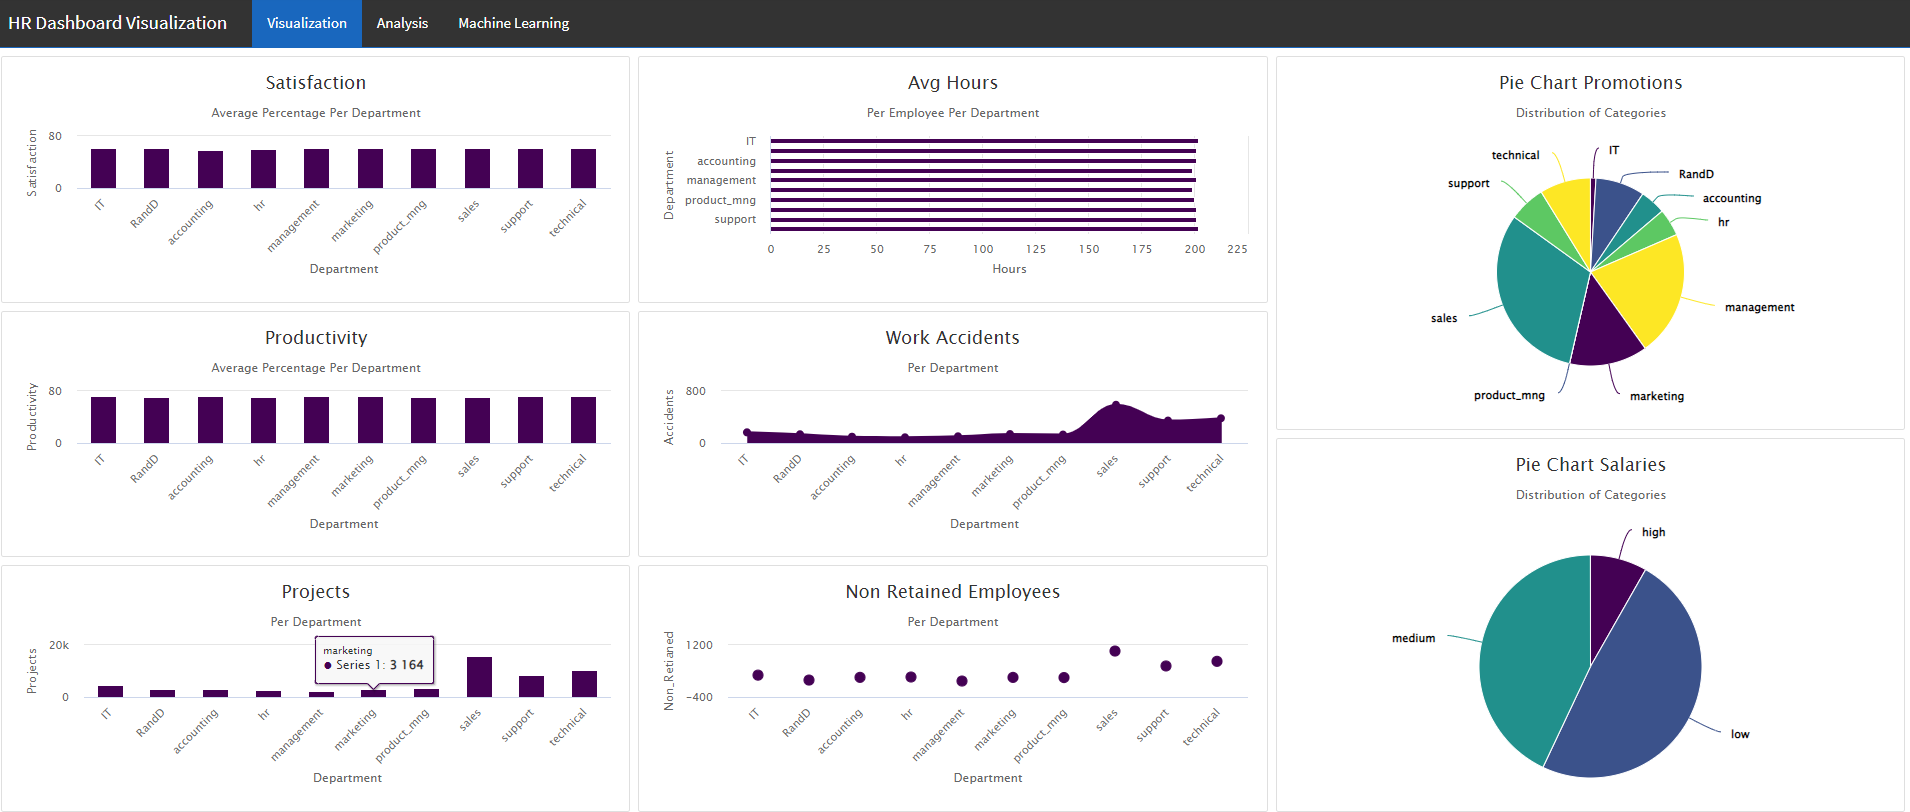 HR Dashboard Visualization
Visualization
Analysis
Machine Learning
Satisfaction
Average Percentage Per Department
Satisfaction
80
0
IT
RandD
accounting
hr
management
marketing
product_mng
sales
support
technical
Department
Avg Hours
Per Employee Per Department
Department
IT
accounting
management
product_mng
support
0
25
50
75
100
125
150
175
200
225
Hours
Pie Chart Promotions
Distribution of Categories
IT
RandD
accounting
hr
management
marketing
product_mng
sales
support
technical
Productivity
Average Percentage Per Department
Productivity
80
0
IT
RandD
accounting
hr
management
marketing
product_mng
sales
support
technical
Department
Work Accidents
Per Department
Accidents
800
0
IT
RandD
accounting
hr
management
marketing
product_mng
sales
support
technical
Department
Pie Chart Salaries
Distribution of Categories
high
medium
low
Projects
Per Department
Projects
20k
0
marketing
● Series 1: 3 164
IT
RandD
accounting
hr
management
marketing
product_mng
sales
support
technical
Department
Non Retained Employees
Per Department
Non_Retianed
1200
-400
IT
RandD
accounting
hr
management
marketing
product_mng
sales
support
technical
Department